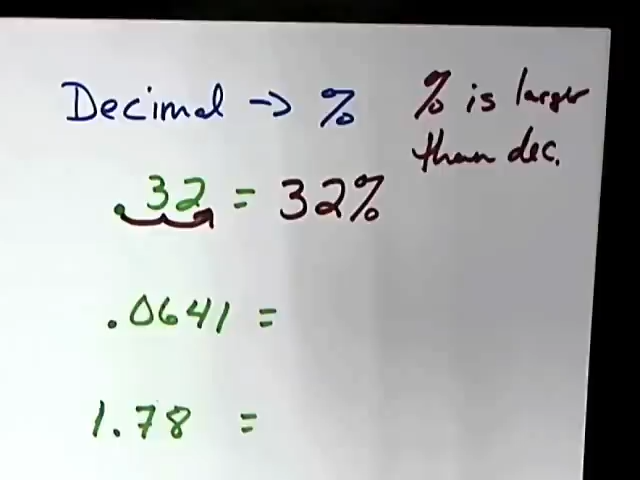 Decimal → %
% is larger
than dec.
.32 = 32%
.0641 =
1.78 =